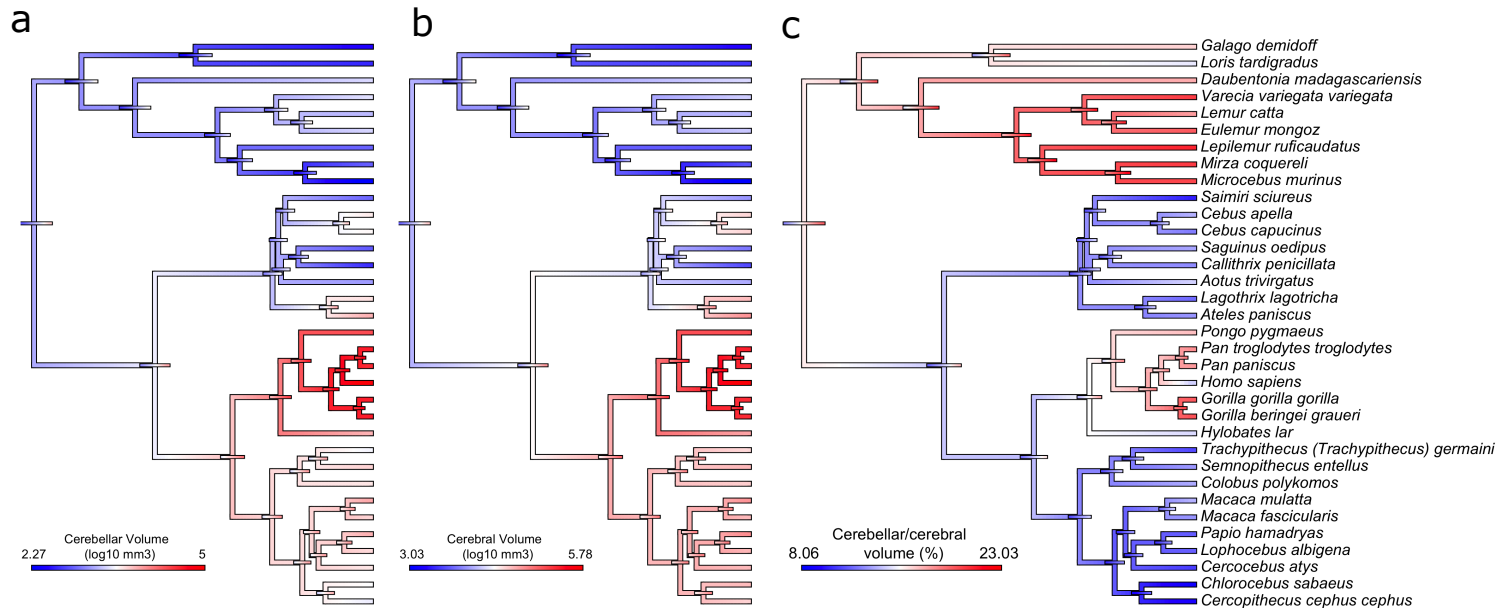 a
b
c
Galago demidoff
Loris tardigradus
Daubentonia madagascariensis
Varecia variegata variegata
Lemur catta
Eulemur mongoz
Lepilemur ruficaudatus
Mirza coquereli
Microcebus murinus
Saimiri sciureus
Cebus apella
Cebus capucinus
Saguinus oedipus
Callithrix penicillata
Aotus trivirgatus
Lagothrix lagotricha
Ateles paniscus
Pongo pygmaeus
Pan troglodytes troglodytes
Pan paniscus
Homo sapiens
Gorilla gorilla gorilla
Gorilla beringei graueri
Hylobates lar
Trachypithecus (Trachypithecus) germaini
Semnopithecus entellus
Colobus polykomos
Macaca mulatta
Macaca fascicularis
Papio hamadryas
Lophocebus albigena
Cercocebus atys
Chlorocebus sabaeus
Cercopithecus cephus cephus
Cerebellar Volume
2.27 (log10 mm3) 5
Cerebral Volume
3.03 (log10 mm3) 5.78
Cerebellar/cerebral
8.06 volume (%) 23.03